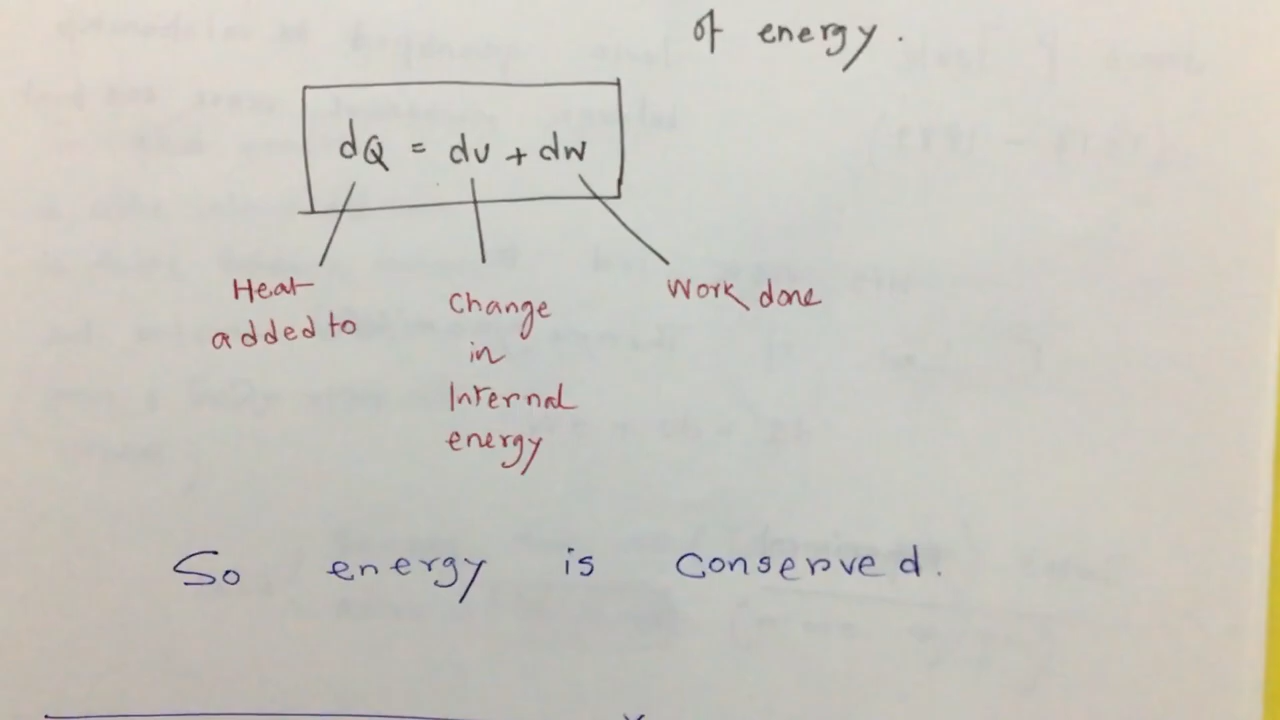 of energy.
dQ = dU + dW
Heat added to
Change in Internal energy
Work done
So energy is conserved.